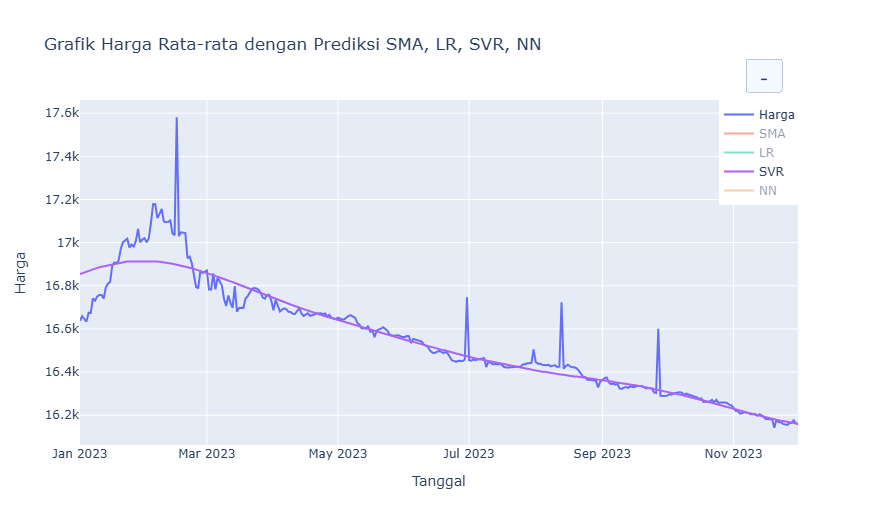 Grafik Harga Rata-rata dengan Prediksi SMA, LR, SVR, NN
-
Harga
SMA
LR
SVR
NN
17.6k
17.4k
17.2k
17k
16.8k
16.6k
16.4k
16.2k
Harga
Jan 2023 Mar 2023 May 2023 Jul 2023 Sep 2023 Nov 2023
Tanggal